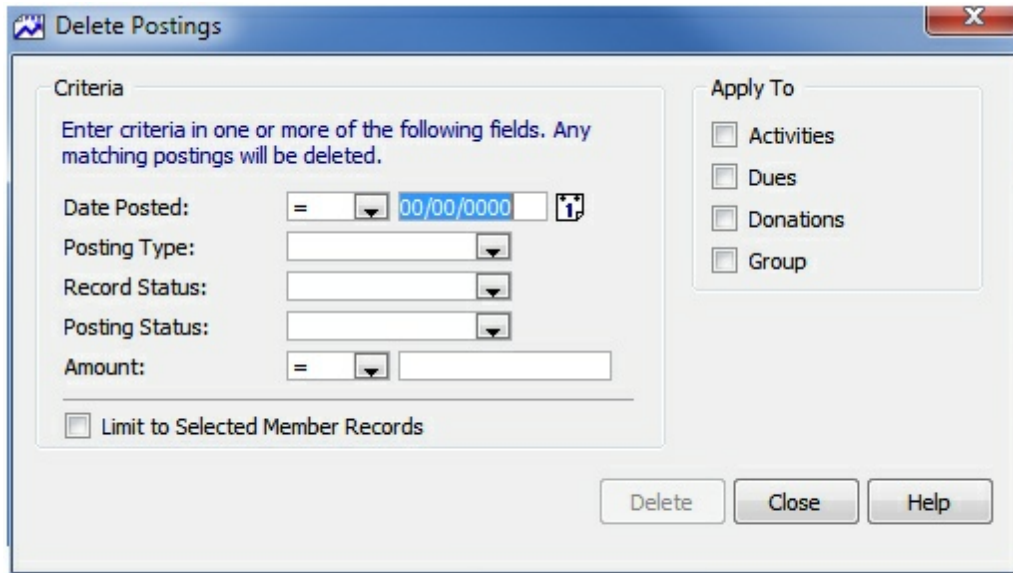 Delete Postings
X
Criteria
Enter criteria in one or more of the following fields. Any
matching postings will be deleted.
Date Posted: = 00/00/0000 1
Posting Type:
Record Status:
Posting Status:
Amount: =
Limit to Selected Member Records
Apply To
Activities
Dues
Donations
Group
Delete Close Help